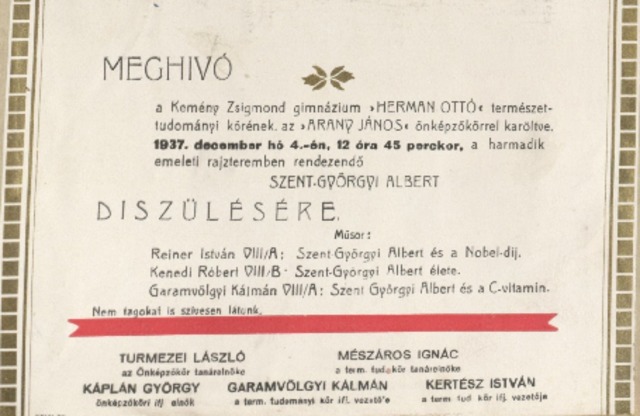 MEGHIVÓ
a Kemény Zsigmond gimnázium »HERMAN OTTÓ« természet-
tudományi körének, az »ARANY JÁNOS« önképzőkörrel karöltve,
1937. december hó 4.-én, 12 óra 45 perckor, a harmadik
emeleti rajzteremben rendezendő
SZENT-GYÖRGYI ALBERT
DISZÜLÉSÉRE.
Műsor:
Reiner István VIII/A: Szent-Györgyi Albert és a Nobel-dij.
Kenedi Róbert VIII/B · Szent-Györgyi Albert élete.
Garamvölgyi Kálmán VIII/A: Szent Györgyi Albert és a C-vitamin.
Nem tagokat is szivesen látunk.
TURMEZEI LÁSZLÓ MÉSZÁROS IGNÁC
az Önképzőkör tanárelnöke a term. tud. kör tanárelnöke
KÁPLÁN GYÖRGY GARAMVÖLGYI KÁLMÁN KERTÉSZ ISTVÁN
önképzőköri ifj. elnök a term. tudományi kör ifj. vezetője a term tud kör ifj. vezetője